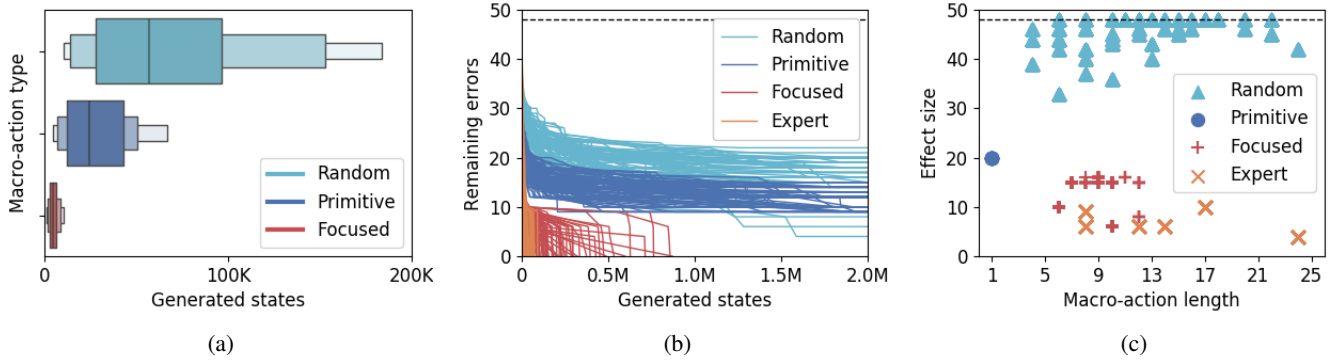 Macro-action type
Random
Primitive
Focused
0
100K
200K
Generated states
(a)
Remaining errors
50
40
30
20
10
0
Random
Primitive
Focused
Expert
0
0.5M
1.0M
1.5M
2.0M
Generated states
(b)
Effect size
50
40
30
20
10
0
Random
Primitive
Focused
Expert
1
5
9
13
17
21
25
Macro-action length
(c)